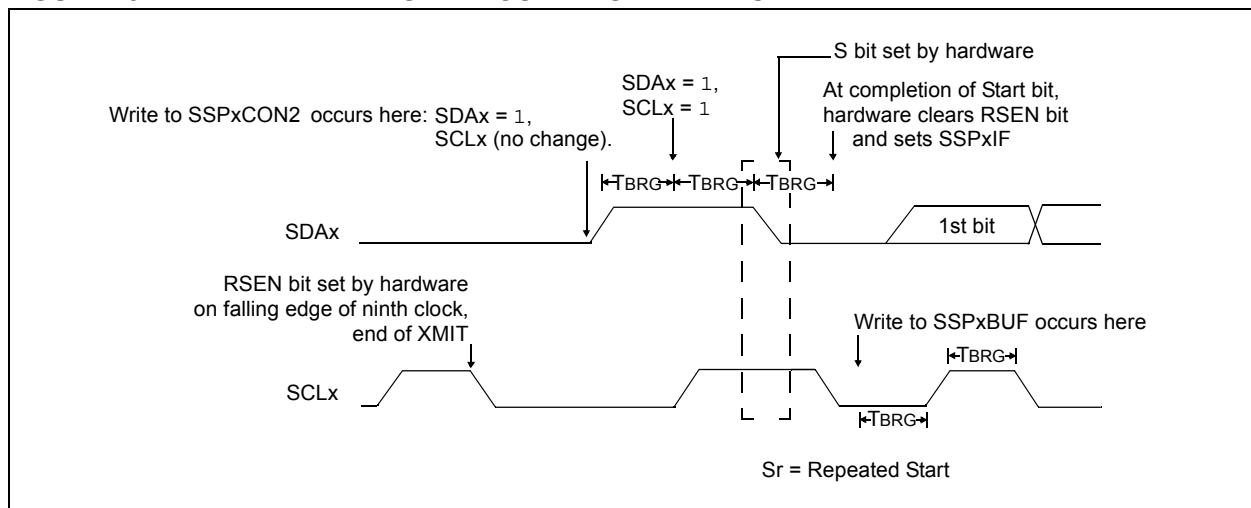 S bit set by hardware
SDAx = 1,
SCLx = 1
At completion of Start bit,
hardware clears RSEN bit
and sets SSPxIF
Write to SSPxCON2 occurs here: SDAx = 1,
SCLx (no change).
TBRG TBRG TBRG
SDAx
1st bit
RSEN bit set by hardware
on falling edge of ninth clock,
end of XMIT
Write to SSPxBUF occurs here
TBRG
SCLx
TBRG
Sr = Repeated Start